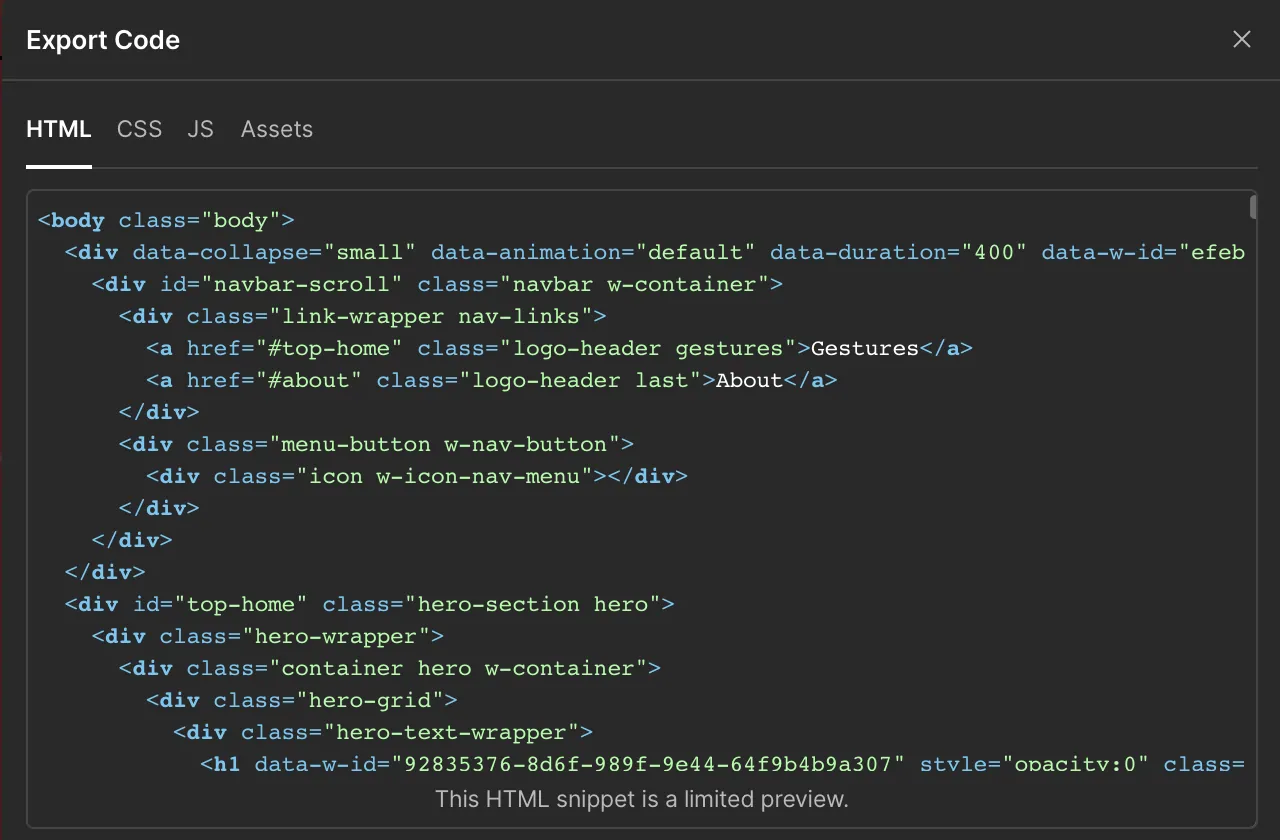 Export Code
HTML CSS JS Assets
<body class="body">
<div data-collapse="small" data-animation="default" data-duration="400" data-w-id="efeb
<div id="navbar-scroll" class="navbar w-container">
<div class="link-wrapper nav-links">
<a href="#top-home" class="logo-header gestures">Gestures</a>
<a href="#about" class="logo-header last">About</a>
</div>
<div class="menu-button w-nav-button">
<div class="icon w-icon-nav-menu"></div>
</div>
</div>
</div>
<div id="top-home" class="hero-section hero">
<div class="hero-wrapper">
<div class="container hero w-container">
<div class="hero-grid">
<div class="hero-text-wrapper">
<h1 data-w-id="92835376-8d6f-989f-9e44-64f9b4b9a307" style="opacity:0" class=
This HTML snippet is a limited preview.